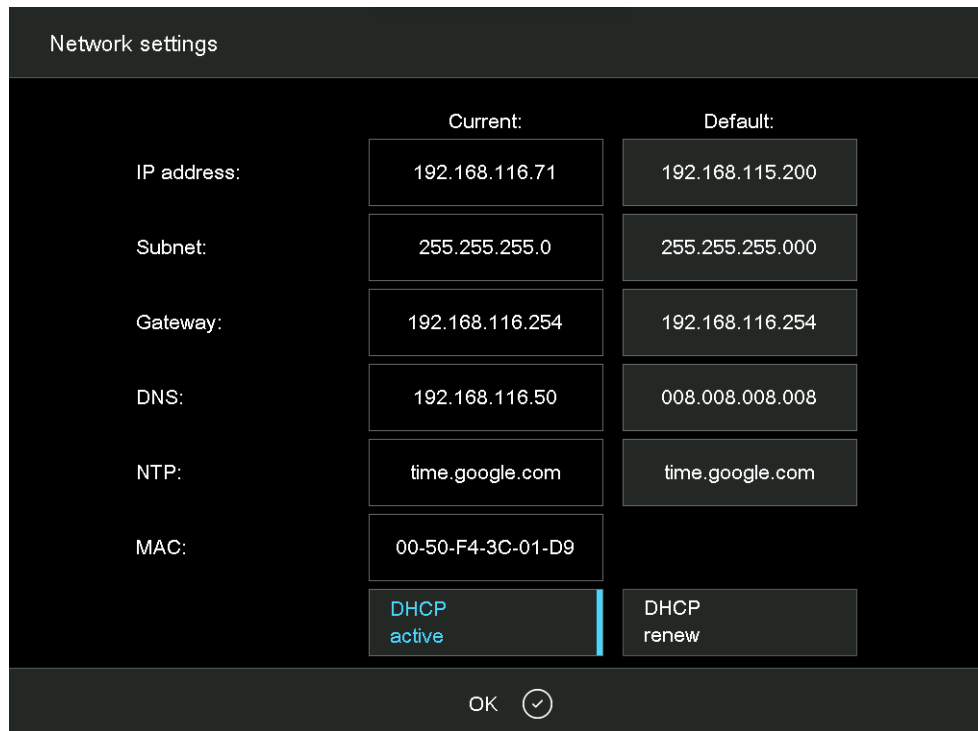 Network settings
Current: Default:
IP address: 192.168.116.71 192.168.115.200
Subnet: 255.255.255.0 255.255.255.000
Gateway: 192.168.116.254 192.168.116.254
DNS: 192.168.116.50 008.008.008.008
NTP: time.google.com time.google.com
MAC: 00-50-F4-3C-01-D9
DHCP DHCP
active renew
OK